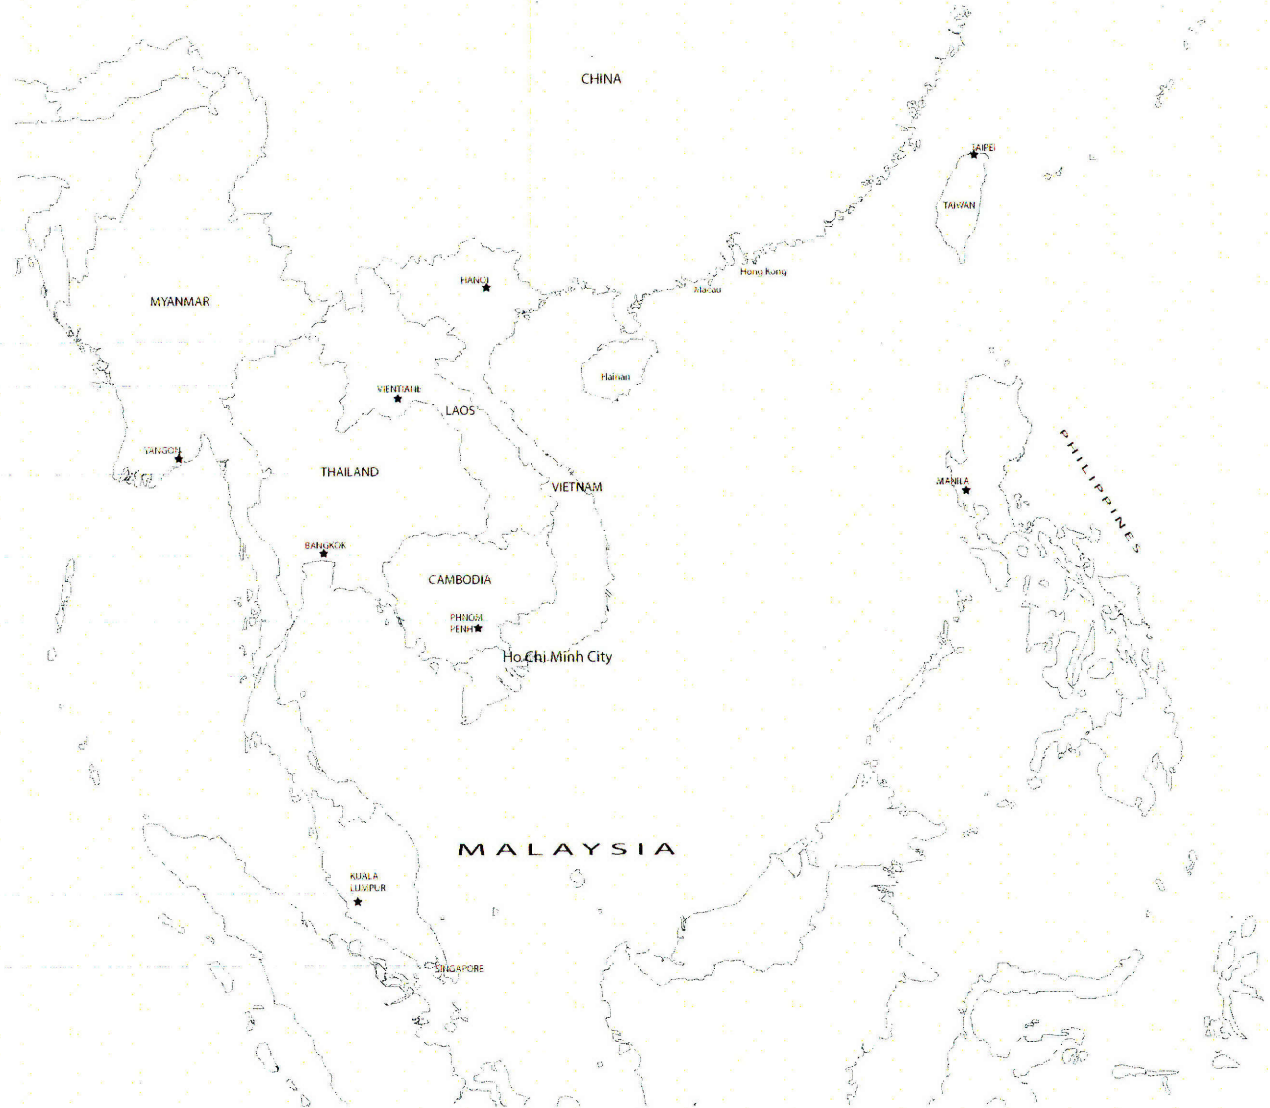 CHINA
TAIPEI
TAIWAN
Hong Kong
Macau
HANOI
MYANMAR
Hainan
VIENTIANE
LAOS
PHILIPPINES
YANGON
THAILAND
VIETNAM
MANILA
BANGKOK
CAMBODIA
PHNOM
PENH
Ho Chi Minh City
MALAYSIA
KUALA
LUMPUR
SINGAPORE